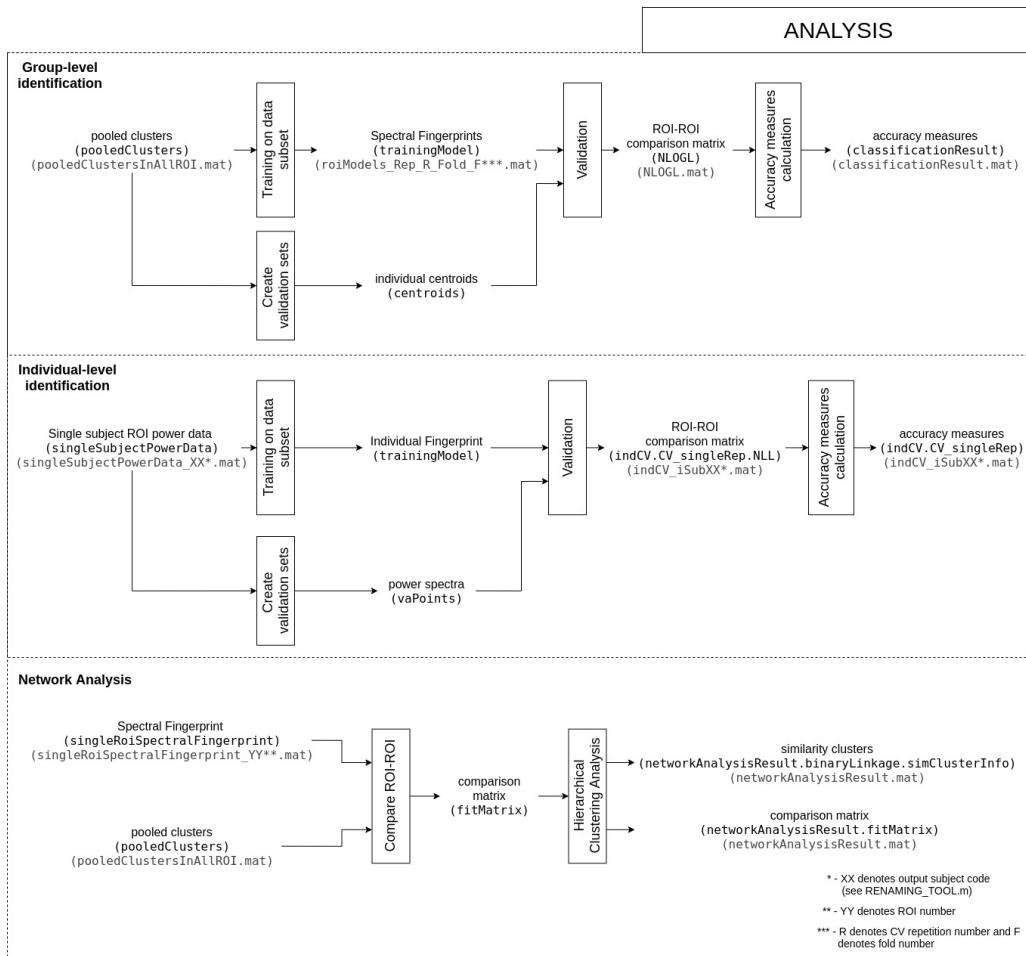 ANALYSIS
Group-level
identification
pooled clusters
(pooledClusters)
(pooledClustersInAllROI.mat)
Training on data
subset
Spectral Fingerprints
(trainingModel)
(roiModels_Rep_R_Fold_F***.mat)
Validation
ROI-ROI
comparison matrix
(NLOGL)
(NLOGL.mat)
Accuracy measures
calculation
accuracy measures
(classificationResult)
(classificationResult.mat)
Create
validation sets
individual centroids
(centroids)
Individual-level
identification
Single subject ROI power data
(singleSubjectPowerData)
(singleSubjectPowerData_XX*.mat)
Training on data
subset
Individual Fingerprint
(trainingModel)
Validation
ROI-ROI
comparison matrix
(indCV.CV_singleRep.NLL)
(indCV_iSubXX*.mat)
Accuracy measures
calculation
accuracy measures
(indCV.CV_singleRep)
(indCV_iSubXX*.mat)
Create
validation sets
power spectra
(vaPoints)
Network Analysis
Spectral Fingerprint
(singleRoiSpectralFingerprint)
(singleRoiSpectralFingerprint_YY**.mat)
pooled clusters
(pooledClusters)
(pooledClustersInAllROI.mat)
Compare ROI-ROI
comparison
matrix
(fitMatrix)
Hierarchical
Clustering Analysis
similarity clusters
(networkAnalysisResult.binaryLinkage.simClusterInfo)
(networkAnalysisResult.mat)
comparison matrix
(networkAnalysisResult.fitMatrix)
(networkAnalysisResult.mat)
* - XX denotes output subject code
(see RENAMING_TOOL.m)
** - YY denotes ROI number
*** - R denotes CV repetition number and F
denotes fold number